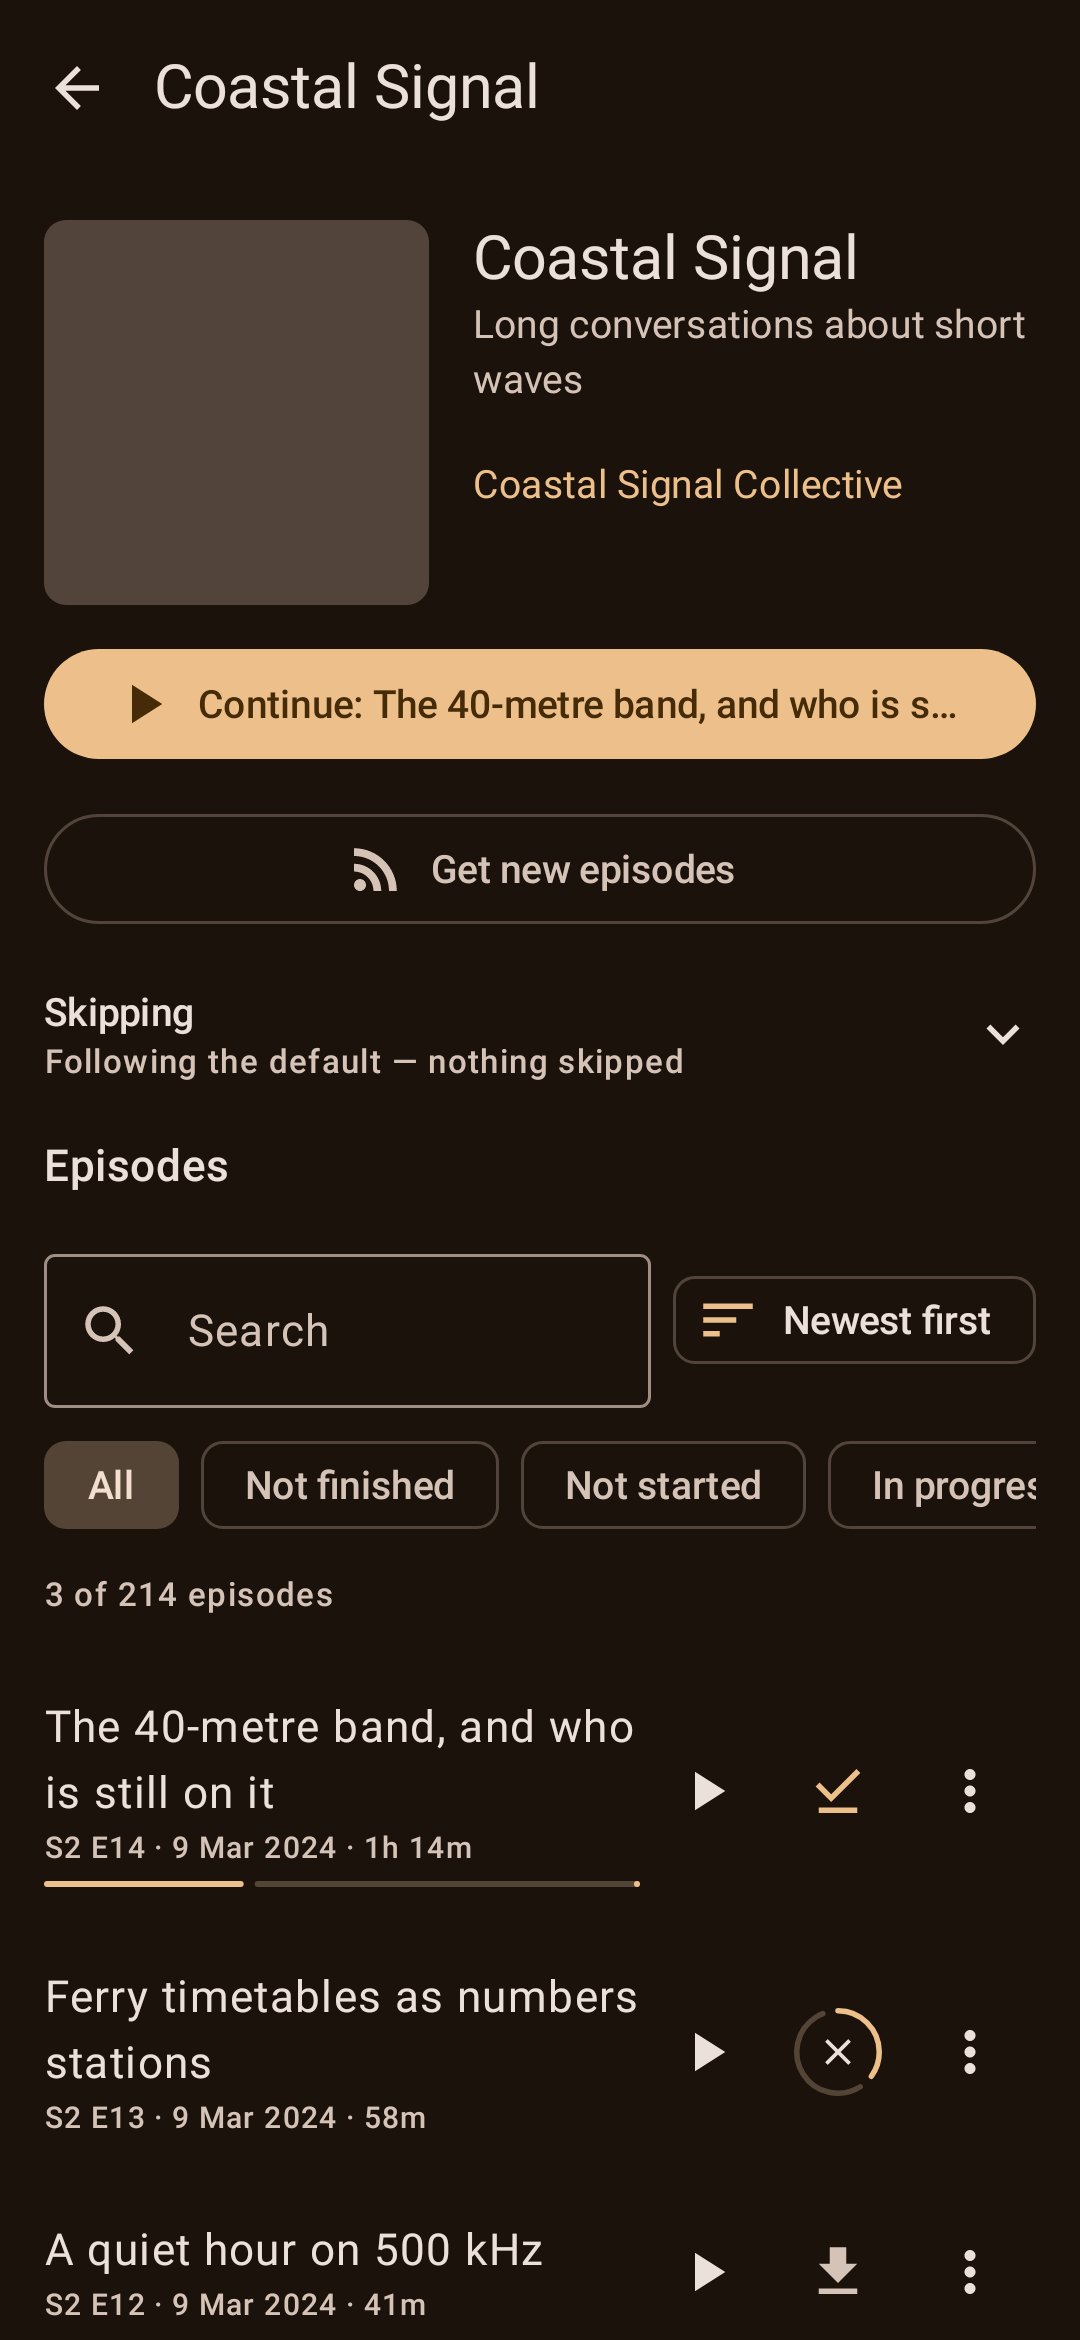 Coastal Signal
Coastal Signal
Long conversations about short
waves
Coastal Signal Collective
Continue: The 40-metre band, and who is s…
Get new episodes
Skipping
Following the default — nothing skipped
Episodes
Search
Newest first
All
Not finished
Not started
In progres
3 of 214 episodes
The 40-metre band, and who
is still on it
S2 E14 · 9 Mar 2024 · 1h 14m
Ferry timetables as numbers
stations
S2 E13 · 9 Mar 2024 · 58m
A quiet hour on 500 kHz
S2 E12 · 9 Mar 2024 · 41m